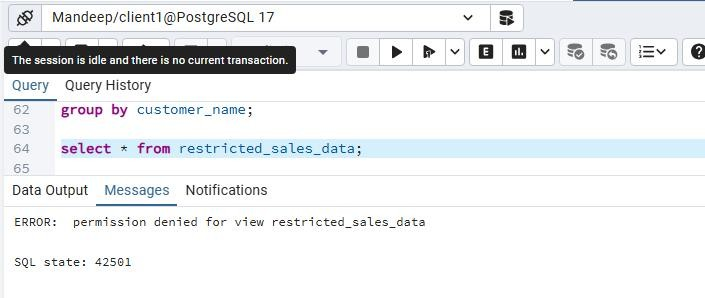 Mandeep/client1@PostgreSQL 17
E
The session is idle and there is no current transaction.
Query Query History
62 group by customer_name;
63
64 select * from restricted_sales_data;
65
Data Output Messages Notifications
ERROR:  permission denied for view restricted_sales_data
SQL state: 42501